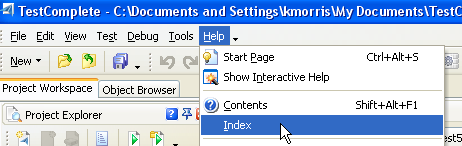 TestComplete - C:\Documents and Settings\kmorris\My Documents\TestC
File Edit View Test Debug Tools Help
New
Start Page Ctrl+Alt+S
Show Interactive Help
Project Workspace Object Browser
Contents Shift+Alt+F1
Project Explorer
Index